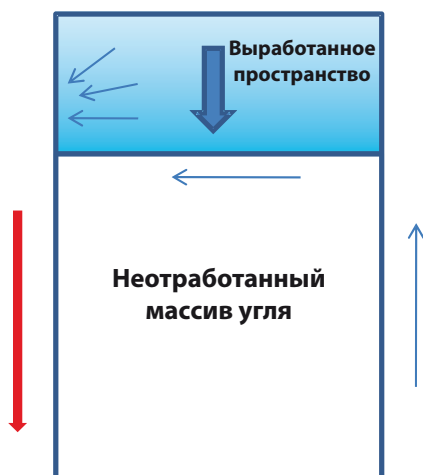 Выработанное
пространство
Неотработанный
массив угля